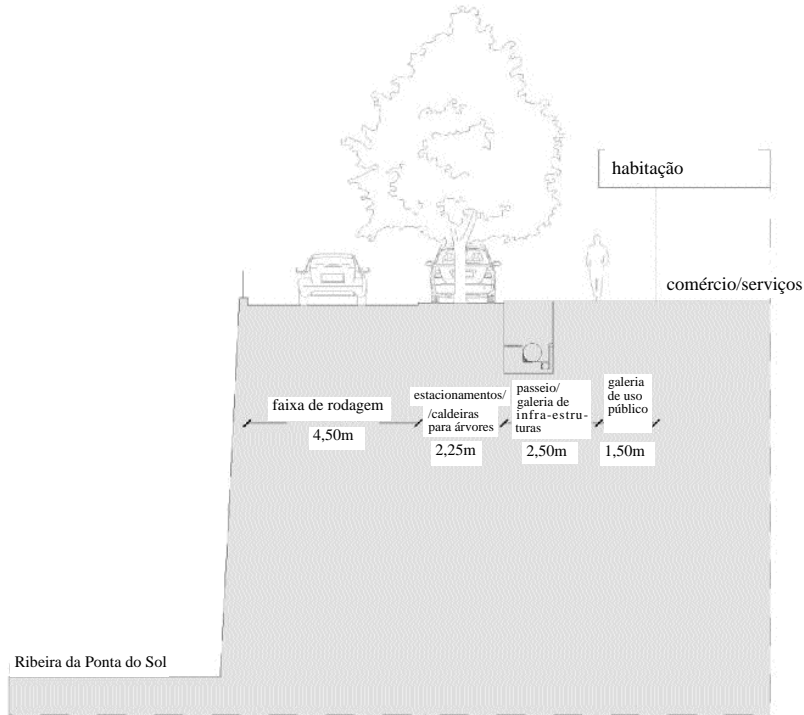 habitação
comércio/serviços
faixa de rodagem
4,50m
estacionamentos/
/caldeiras
para árvores
2,25m
passeio/
galeria de
infra-estru-
turas
2,50m
galeria
de uso
público
1,50m
Ribeira da Ponta do Sol